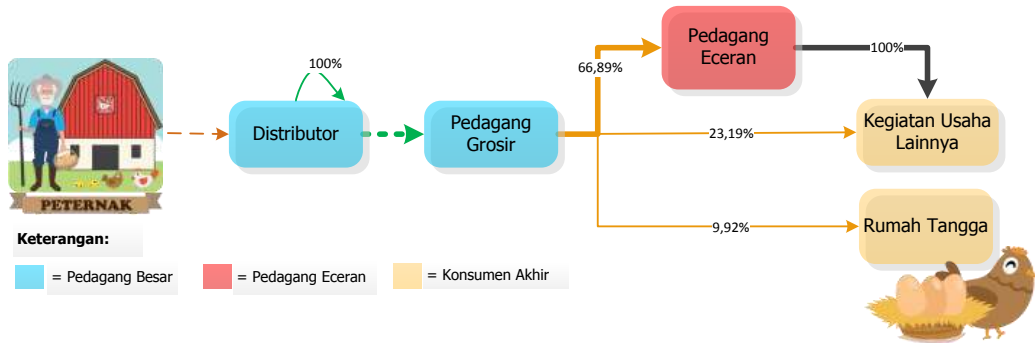 Pedagang
Eceran
100%
66,89%
100%
Distributor
Pedagang
Grosir
23,19%
Kegiatan Usaha
Lainnya
9,92%
Rumah Tangga
PETERNAK
Keterangan:
= Pedagang Besar
= Pedagang Eceran
= Konsumen Akhir